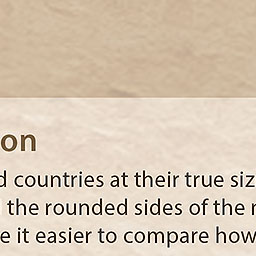 on
countries at their true siz
the rounded sides of the
e it easier to compare how